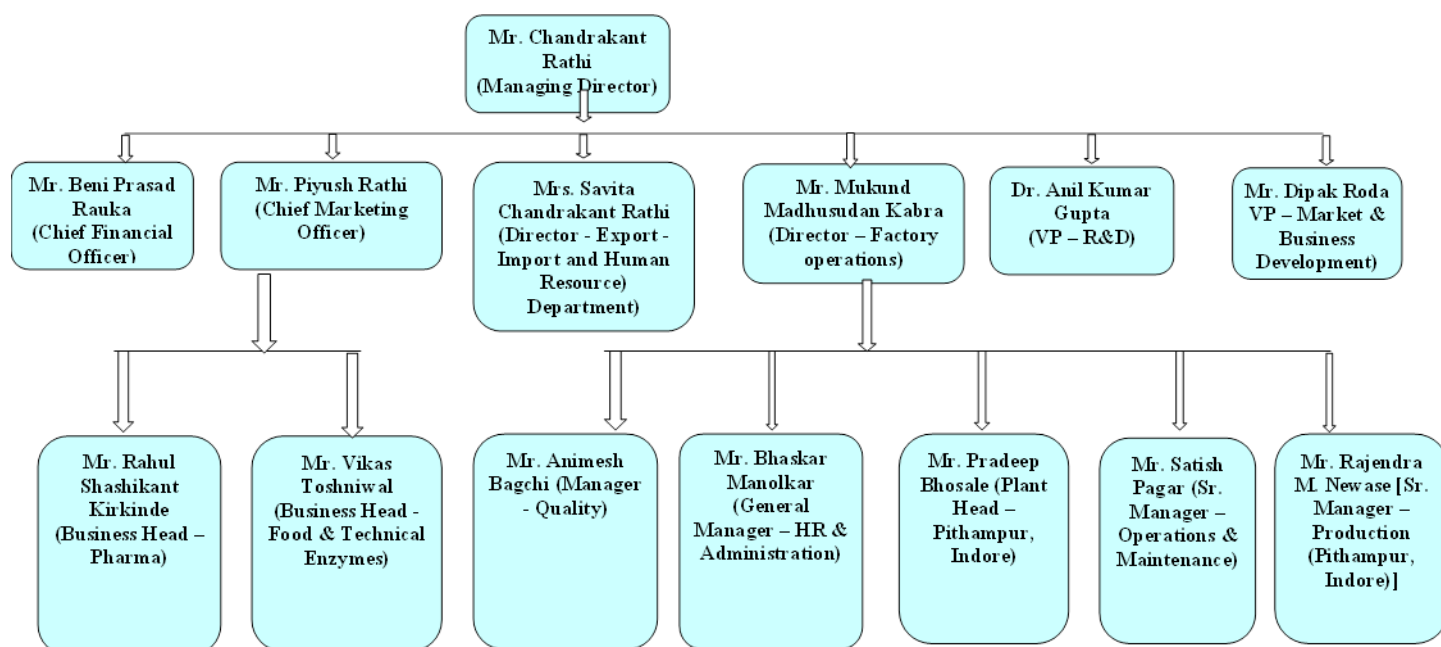 Mr. Chandrakant
Rathi
(Managing Director)
Mr. Beni Prasad
Rauka
(Chief Financial
Officer)
Mr. Piyush Rathi
(Chief Marketing
Officer)
Mrs. Savita
Chandrakant Rathi
(Director - Export -
Import and Human
Resource)
Department)
Mr. Mukund
Madhusudan Kabra
(Director – Factory
operations)
Dr. Anil Kumar
Gupta
(VP – R&D)
Mr. Dipak Roda
VP – Market &
Business
Development)
Mr. Rahul
Shashikant
Kirkinde
(Business Head –
Pharma)
Mr. Vikas
Toshniwal
(Business Head -
Food & Technical
Enzymes)
Mr. Animesh
Bagchi (Manager
- Quality)
Mr. Bhaskar
Manolkar
(General
Manager – HR &
Administration)
Mr. Pradeep
Bhosale (Plant
Head –
Pithampur,
Indore)
Mr. Satish
Pagar (Sr.
Manager –
Operations &
Maintenance)
Mr. Rajendra
M. Newase [Sr.
Manager –
Production
(Pithampur,
Indore)]